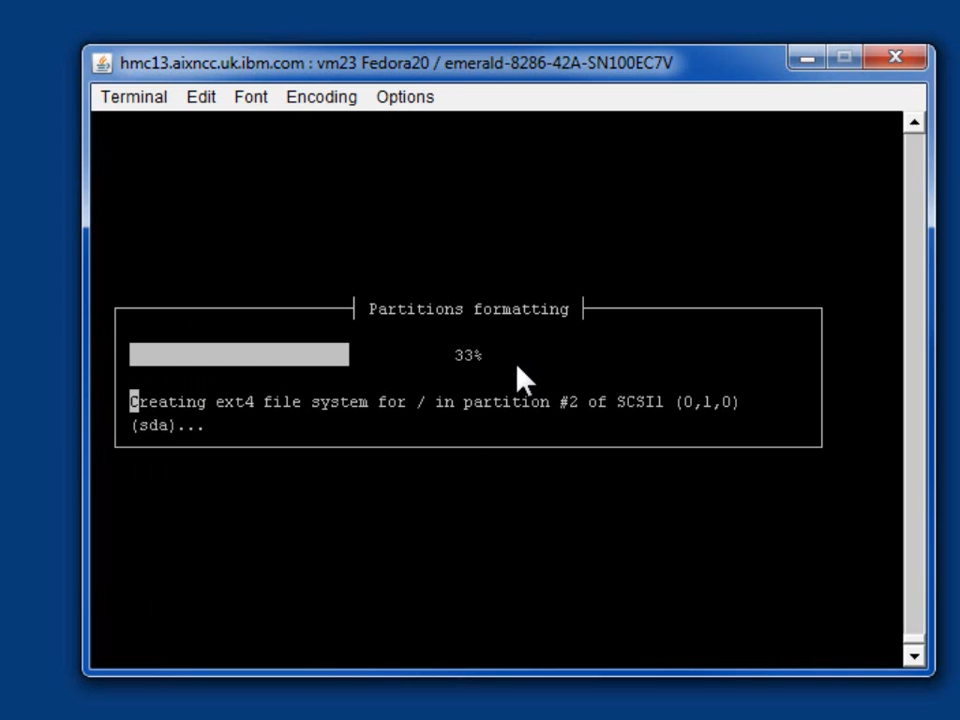 hmc13.aixncc.uk.ibm.com : vm23 Fedora20 / emerald-8286-42A-SN100EC7V
Terminal Edit Font Encoding Options
Partitions formatting
33%
Creating ext4 file system for / in partition #2 of SCSI1 (0,1,0)
(sda)...